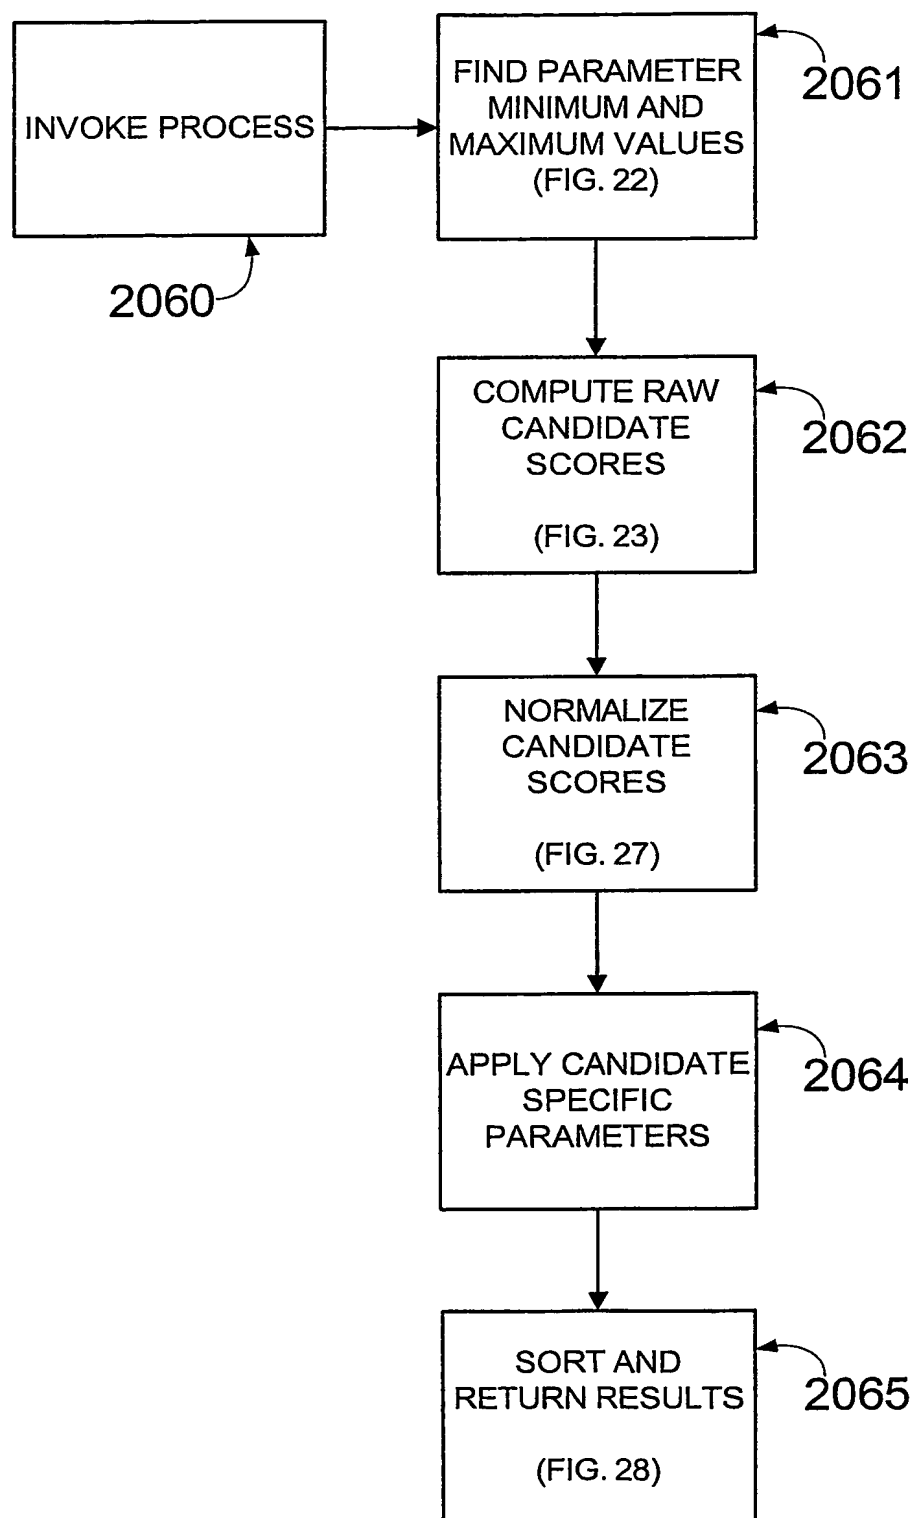 INVOKE PROCESS
2060
FIND PARAMETER
MINIMUM AND
MAXIMUM VALUES
(FIG. 22)
2061
COMPUTE RAW
CANDIDATE
SCORES
(FIG. 23)
2062
NORMALIZE
CANDIDATE
SCORES
(FIG. 27)
2063
APPLY CANDIDATE
SPECIFIC
PARAMETERS
2064
SORT AND
RETURN RESULTS
(FIG. 28)
2065